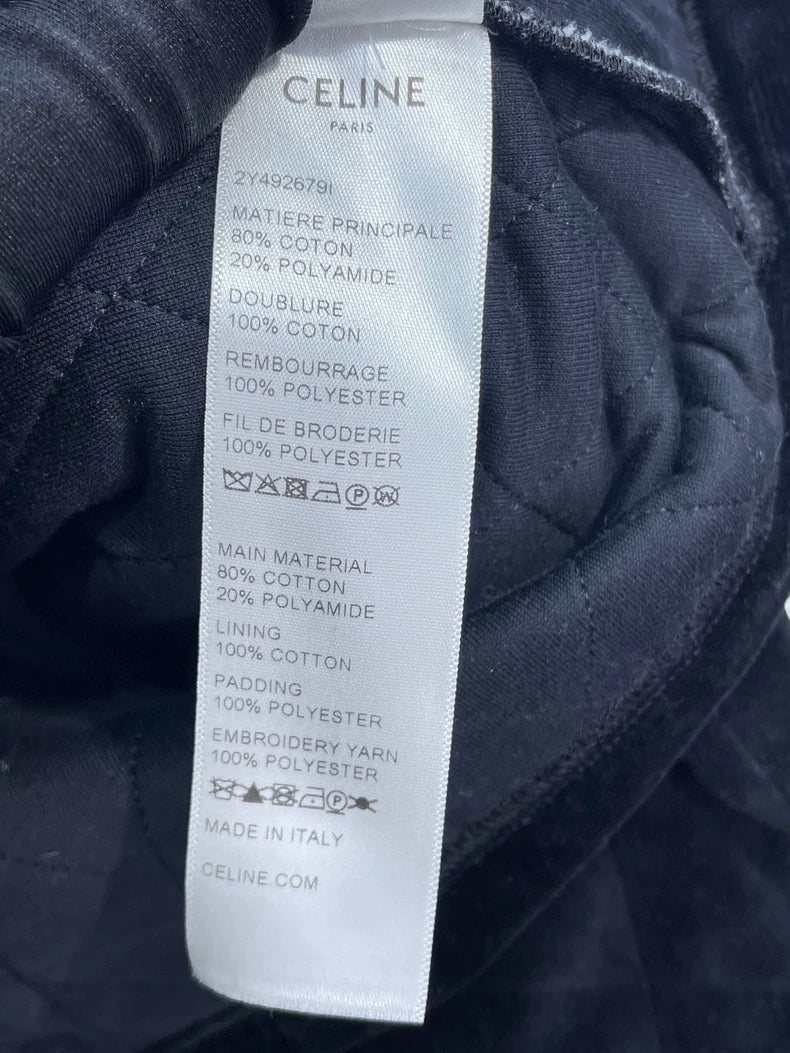 CELINE
PARIS
2Y492679I
MATIERE PRINCIPALE
80% COTON
20% POLYAMIDE
DOUBLURE
100% COTON
REMBOURRAGE
100% POLYESTER
FIL DE BRODERIE
100% POLYESTER
MAIN MATERIAL
80% COTTON
20% POLYAMIDE
LINING
100% COTTON
PADDING
100% POLYESTER
EMBROIDERY YARN
100% POLYESTER
MADE IN ITALY
CELINE.COM